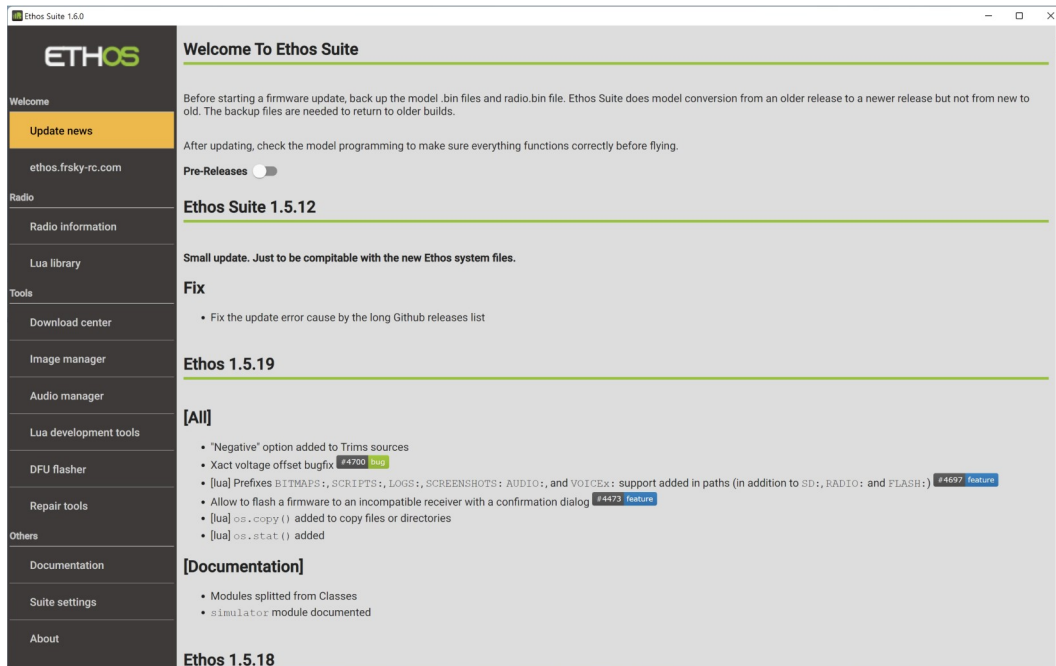 Ethos Suite 1.6.0
ETHOS
Welcome
Update news
ethos.frsky-rc.com
Radio
Radio information
Lua library
Tools
Download center
Image manager
Audio manager
Lua development tools
DFU flasher
Repair tools
Others
Documentation
Suite settings
About
Welcome To Ethos Suite
Before starting a firmware update, back up the model .bin files and radio.bin file. Ethos Suite does model conversion from an older release to a newer release but not from new to
old. The backup files are needed to return to older builds.
After updating, check the model programming to make sure everything functions correctly before flying.
Pre-Releases
Ethos Suite 1.5.12
Small update. Just to be compitable with the new Ethos system files.
Fix
• Fix the update error cause by the long Github releases list
Ethos 1.5.19
[All]
• "Negative" option added to Trims sources
• Xact voltage offset bugfix #4700 bug
• [lua] Prefixes BITMAPS:, SCRIPTS:, LOGS:, SCREENSHOTS: AUDIO:, and VOICEx: support added in paths (in addition to SD:, RADIO: and FLASH:) #4697 feature
• Allow to flash a firmware to an incompatible receiver with a confirmation dialog #4473 feature
• [lua] os.copy() added to copy files or directories
• [lua] os.stat() added
[Documentation]
• Modules splitted from Classes
• simulator module documented
Ethos 1.5.18